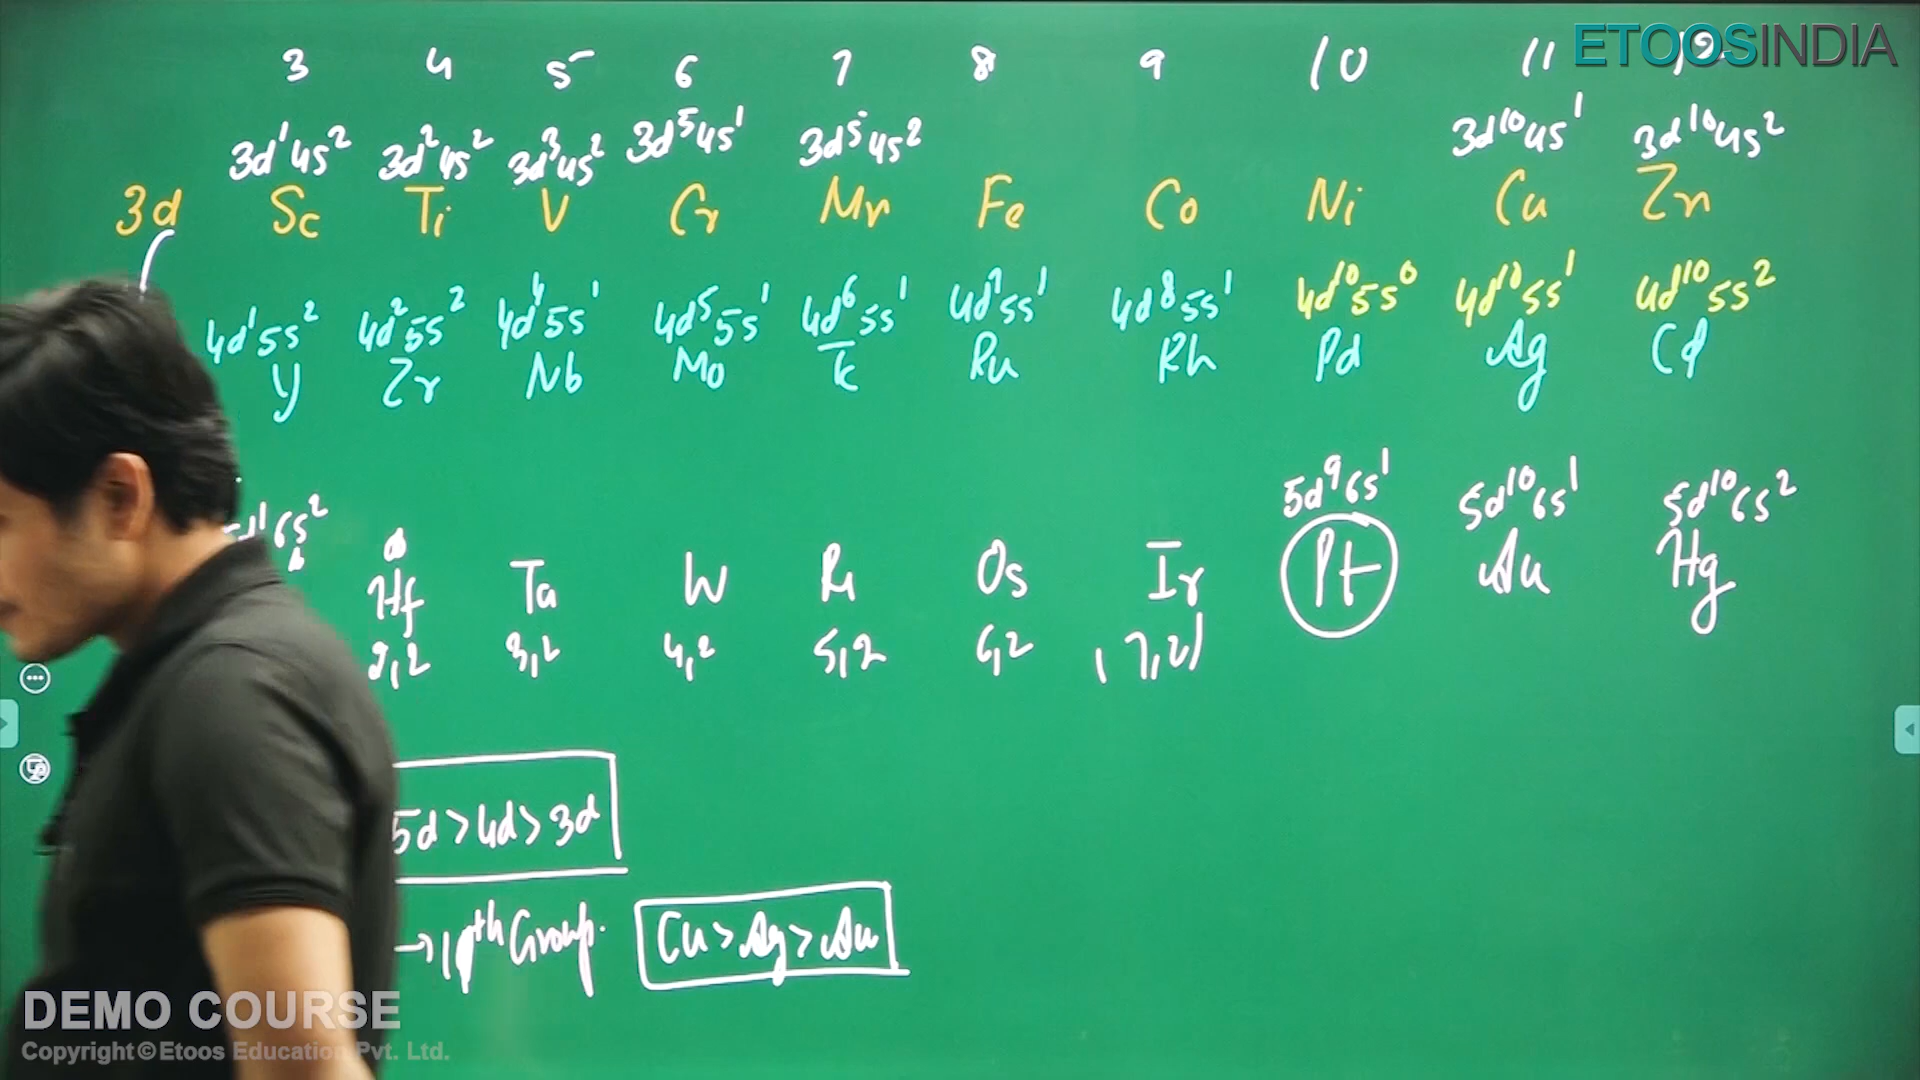 3 4 5 6 7 8 9 10 11 12
ETOOSINDIA
3d¹4s² 3d²4s² 3d³4s² 3d⁵4s¹ 3d⁵4s² 3d¹⁰4s¹ 3d¹⁰4s²
3d Sc Ti V Cr Mn Fe Co Ni Cu Zn
4d¹5s² 4d²5s² 4d⁴5s¹ 4d⁵5s¹ 4d⁶5s¹ 4d⁷5s¹ 4d⁸5s¹ 4d¹⁰5s⁰ 4d¹⁰5s¹ 4d¹⁰5s²
Y Zr Nb Mo Tc Ru Rh Pd Ag Cd
d¹6s² 5d⁹6s¹ 5d¹⁰6s¹ 5d¹⁰6s²
Hf Ta W Os Ir Pt Au Hg
2,2 3,2 4,2 5,2 6,2 (7,2)
5d>4d>3d
Group. Cu>Ag>Au
DEMO COURSE
Copyright © Etoos Education Pvt. Ltd.